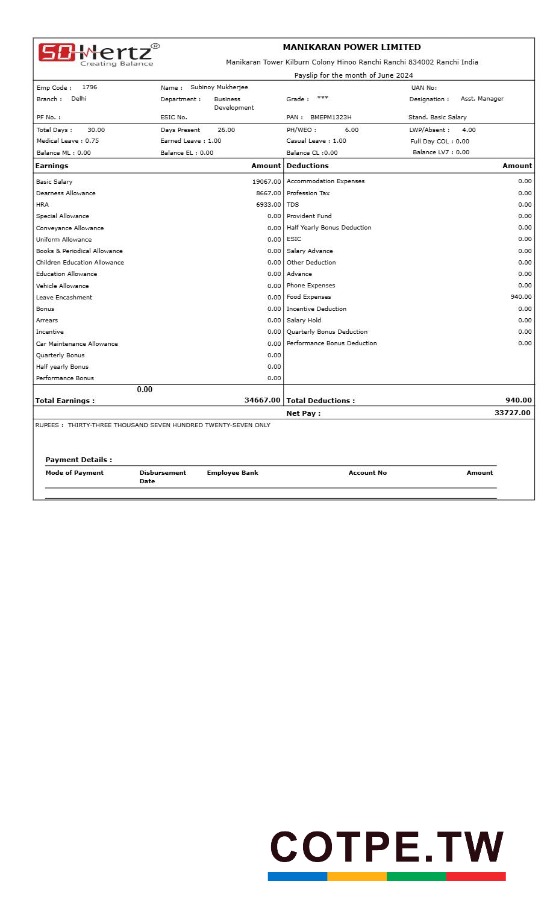 50Hertz®
Creating Balance
MANIKARAN POWER LIMITED
Manikaran Tower Kilburn Colony Hinoo Ranchi Ranchi 834002 Ranchi India
Payslip for the month of June 2024
Emp Code : 1796 Name : Subinoy Mukherjee UAN No:
Branch : Delhi Department : Business Development Grade : *** Designation : Asst. Manager
PF No. : ESIC No. PAN : BMEPM1323H Stand. Basic Salary
Total Days : 30.00 Days Present 26.00 PH/WEO : 6.00 LWP/Absent : 4.00
Medical Leave : 0.75 Earned Leave : 1.00 Casual Leave : 1.00 Full Day COL : 0.00
Balance ML : 0.00 Balance EL : 0.00 Balance CL :0.00 Balance LV7 : 0.00
Earnings Amount Deductions Amount
Basic Salary 19067.00 Accommodation Expenses 0.00
Dearness Allowance 8667.00 Profession Tax 0.00
HRA 6933.00 TDS 0.00
Special Allowance 0.00 Provident Fund 0.00
Conveyance Allowance 0.00 Half Yearly Bonus Deduction 0.00
Uniform Allowance 0.00 ESIC 0.00
Books & Periodical Allowance 0.00 Salary Advance 0.00
Children Education Allowance 0.00 Other Deduction 0.00
Education Allowance 0.00 Advance 0.00
Vehicle Allowance 0.00 Phone Expenses 0.00
Leave Encashment 0.00 Food Expenses 940.00
Bonus 0.00 Incentive Deduction 0.00
Arrears 0.00 Salary Hold 0.00
Incentive 0.00 Quarterly Bonus Deduction 0.00
Car Maintenance Allowance 0.00 Performance Bonus Deduction 0.00
Quarterly Bonus 0.00
Half yearly Bonus 0.00
Performance Bonus 0.00
0.00
Total Earnings : 34667.00 Total Deductions : 940.00
Net Pay : 33727.00
RUPEES : THIRTY-THREE THOUSAND SEVEN HUNDRED TWENTY-SEVEN ONLY
Payment Details :
Mode of Payment Disbursement Date Employee Bank Account No Amount
COTPE.TW